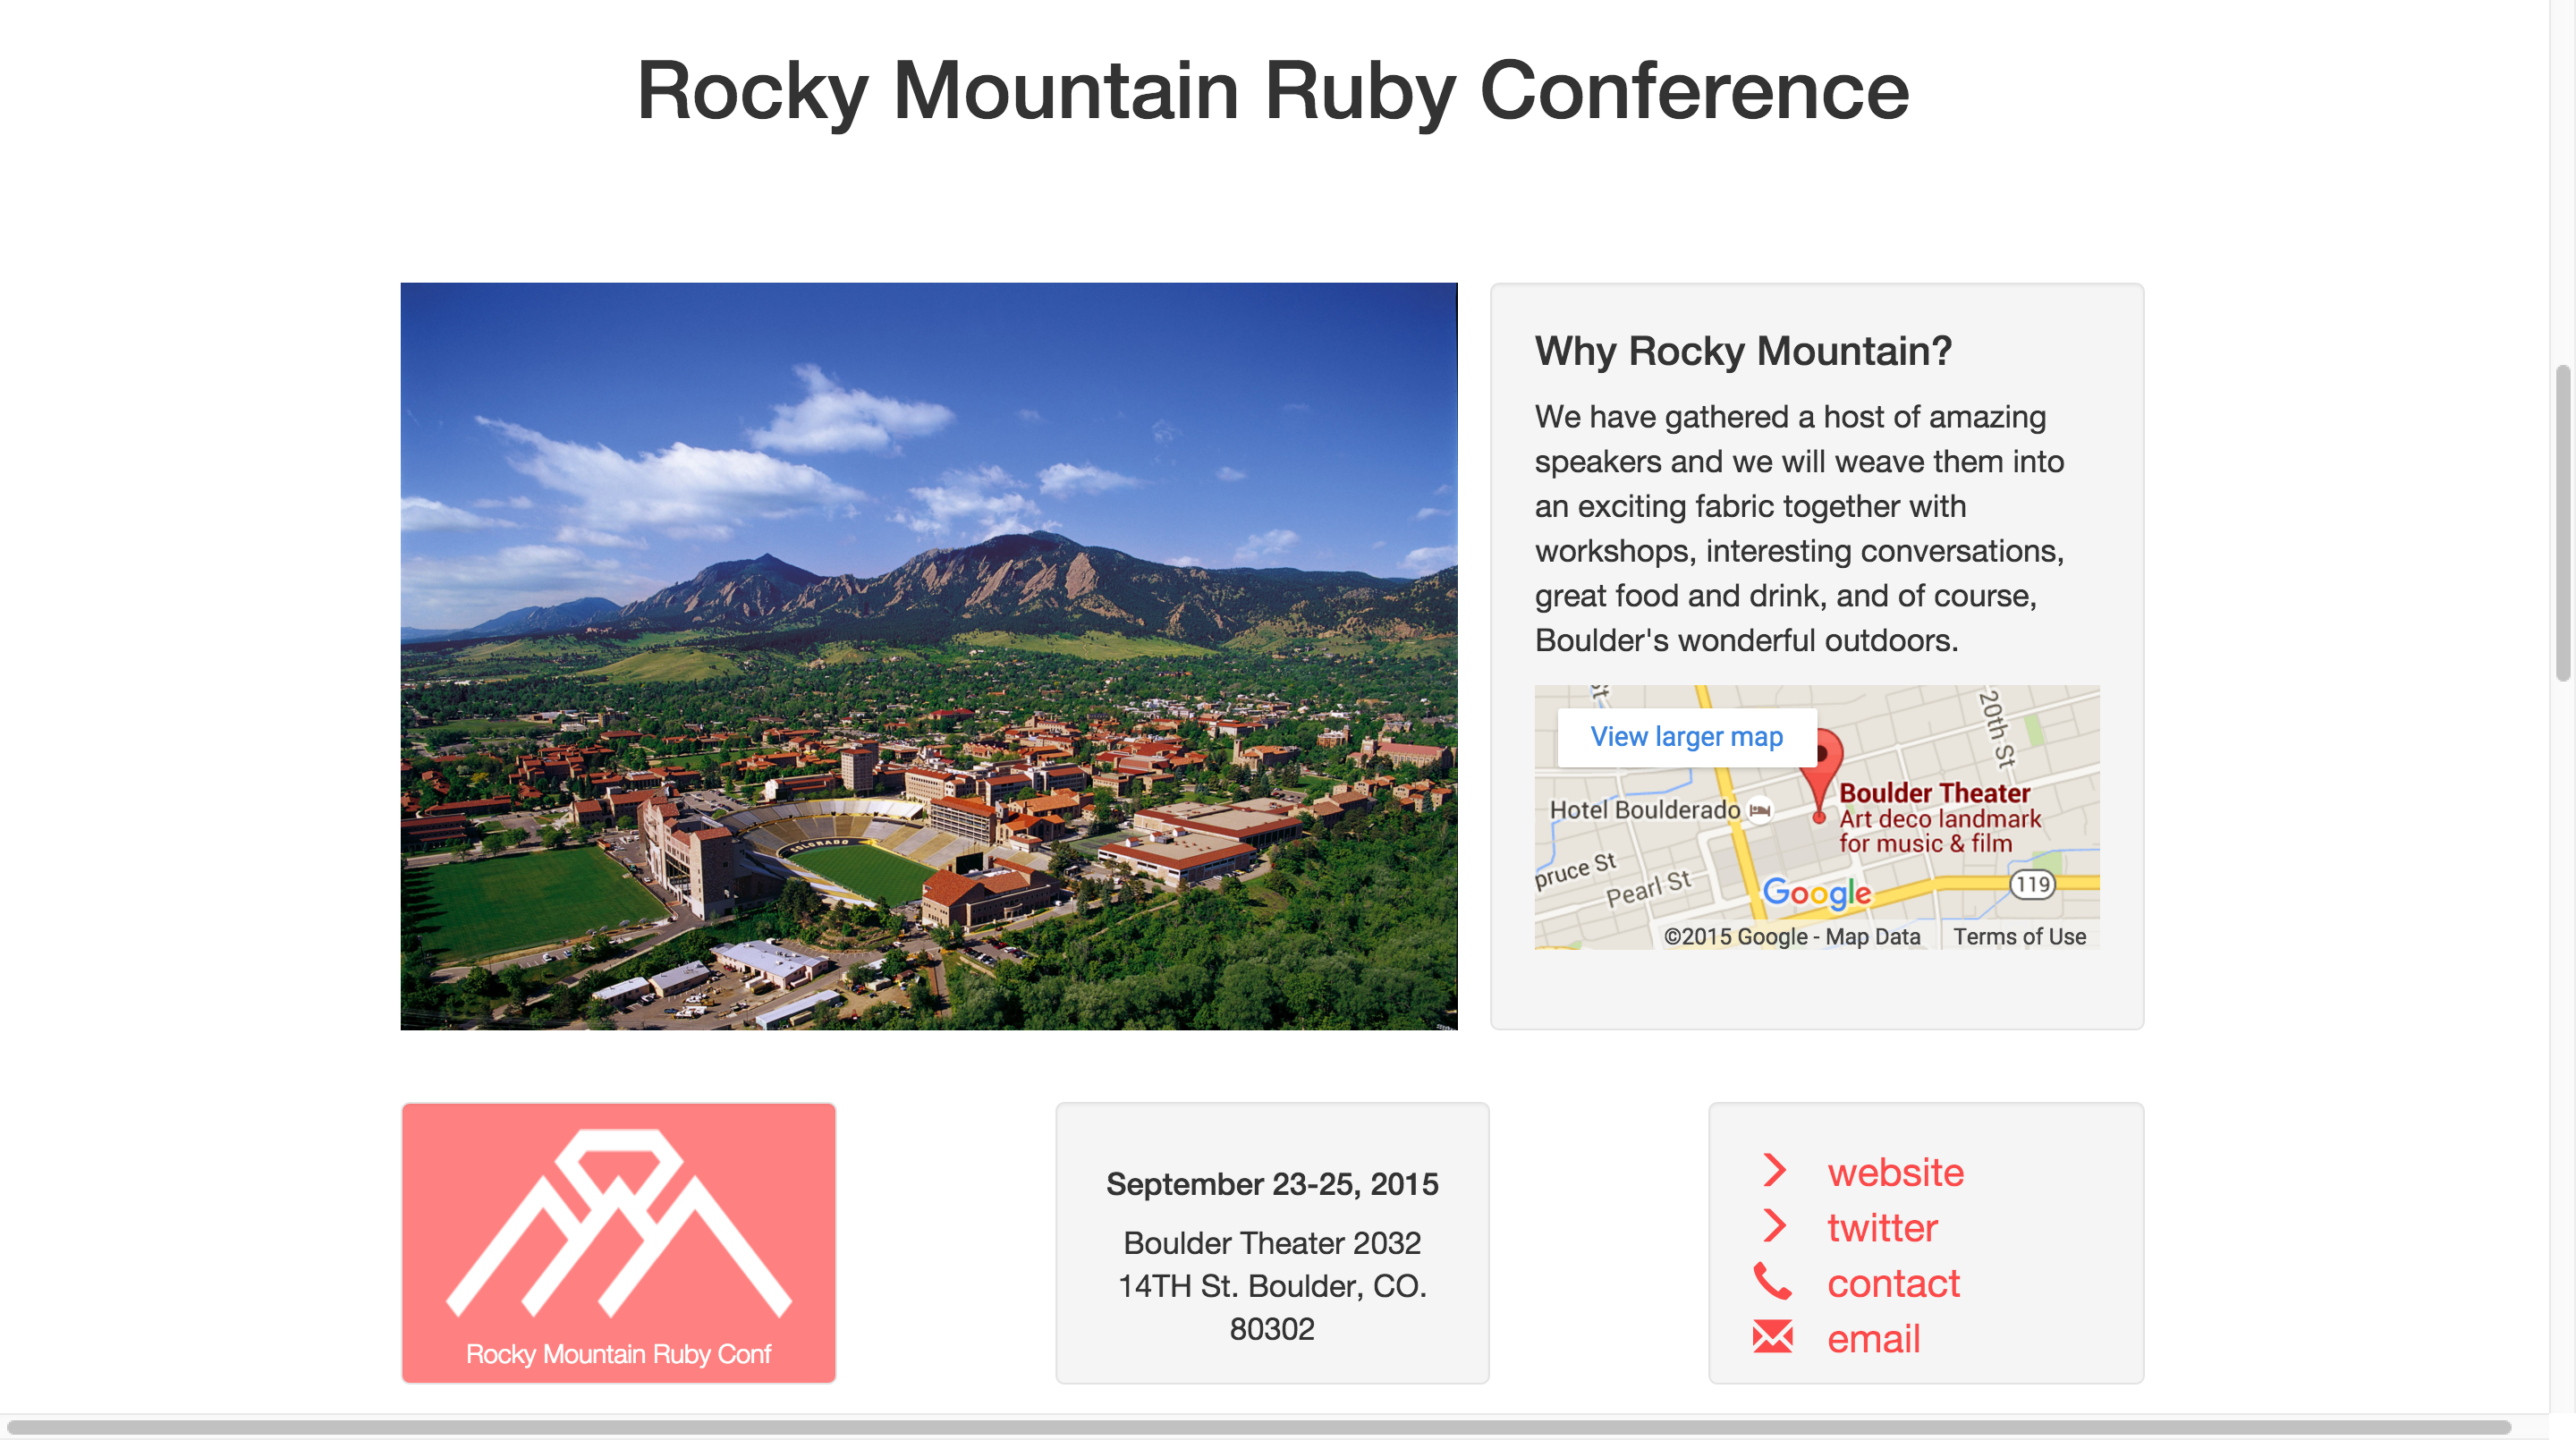 Rocky Mountain Ruby Conference
COLORADO
Why Rocky Mountain?
We have gathered a host of amazing
speakers and we will weave them into
an exciting fabric together with
workshops, interesting conversations,
great food and drink, and of course,
Boulder's wonderful outdoors.
View larger map
20th St
Hotel Boulderado
Boulder Theater
Art deco landmark
for music & film
pruce St
Pearl St
Google
119
©2015 Google - Map Data
Terms of Use
Rocky Mountain Ruby Conf
September 23-25, 2015
Boulder Theater 2032
14TH St. Boulder, CO.
80302
website
twitter
contact
email